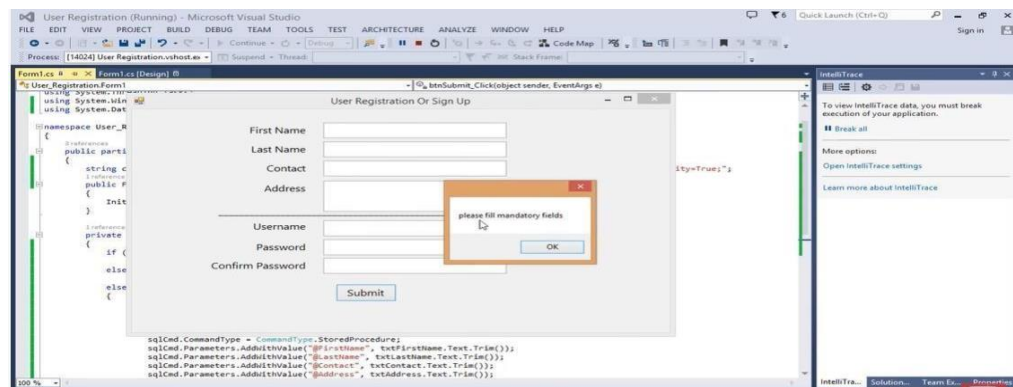 User Registration (Running) - Microsoft Visual Studio
6
Quick Launch (Ctrl+Q)
FILE EDIT VIEW PROJECT BUILD DEBUG TEAM TOOLS TEST ARCHITECTURE ANALYZE WINDOW HELP
Sign in
Continue Debug Code Map
Process: [14024] User Registration.vshost.ex Suspend Thread: Stack Frame:
Form1.cs Form1.cs [Design]
User_Registration.Form1
btnSubmit_Click(object sender, EventArgs e)
using System.Win
using System.Dat
namespace User_R
{
public parti
{
string c
ity=True;";
public F
{
Init
}
private
{
if (
else
else
{
sqlCmd.CommandType = CommandType.StoredProcedure;
sqlCmd.Parameters.AddWithValue("@FirstName", txtFirstName.Text.Trim());
sqlCmd.Parameters.AddWithValue("@LastName", txtLastName.Text.Trim());
sqlCmd.Parameters.AddWithValue("@Contact", txtContact.Text.Trim());
sqlCmd.Parameters.AddWithValue("@Address", txtAddress.Text.Trim());
100 %
User Registration Or Sign Up
First Name
Last Name
Contact
Address
Username
Password
Confirm Password
Submit
please fill mandatory fields
OK
IntelliTrace
To view IntelliTrace data, you must break
execution of your application.
Break all
More options:
Open IntelliTrace settings
Learn more about IntelliTrace
IntelliTra... Solution... Team Ex... Properties